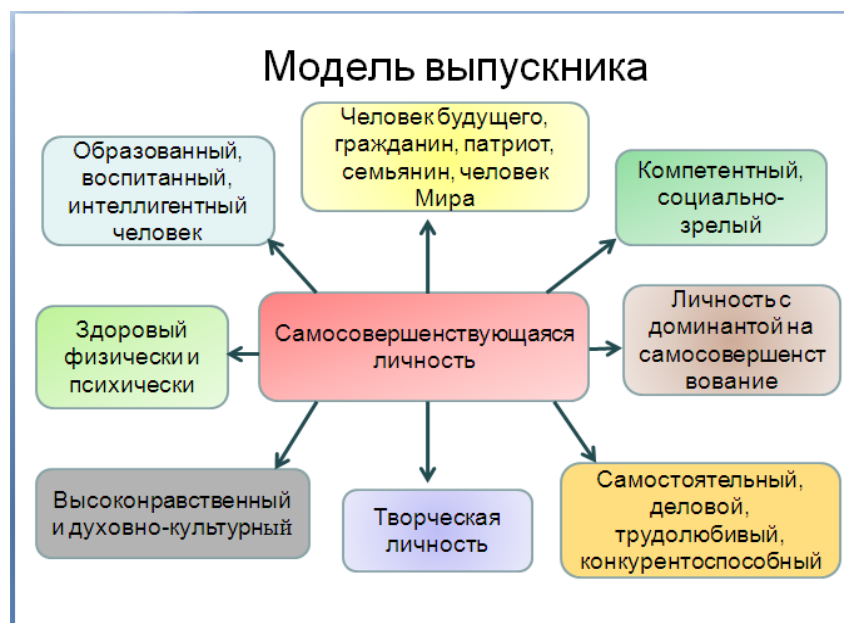 Модель выпускника
Человек будущего,
гражданин, патриот,
семьянин, человек
Мира
Образованный,
воспитанный,
интеллигентный
человек
Компетентный,
социально-
зрелый
Здоровый
физически и
психически
Самосовершенствующаяся
личность
Личность с
доминантой на
самосовершенст
вование
Высоконравственный
и духовно-культурный
Творческая
личность
Самостоятельный,
деловой,
трудолюбивый,
конкурентоспособный